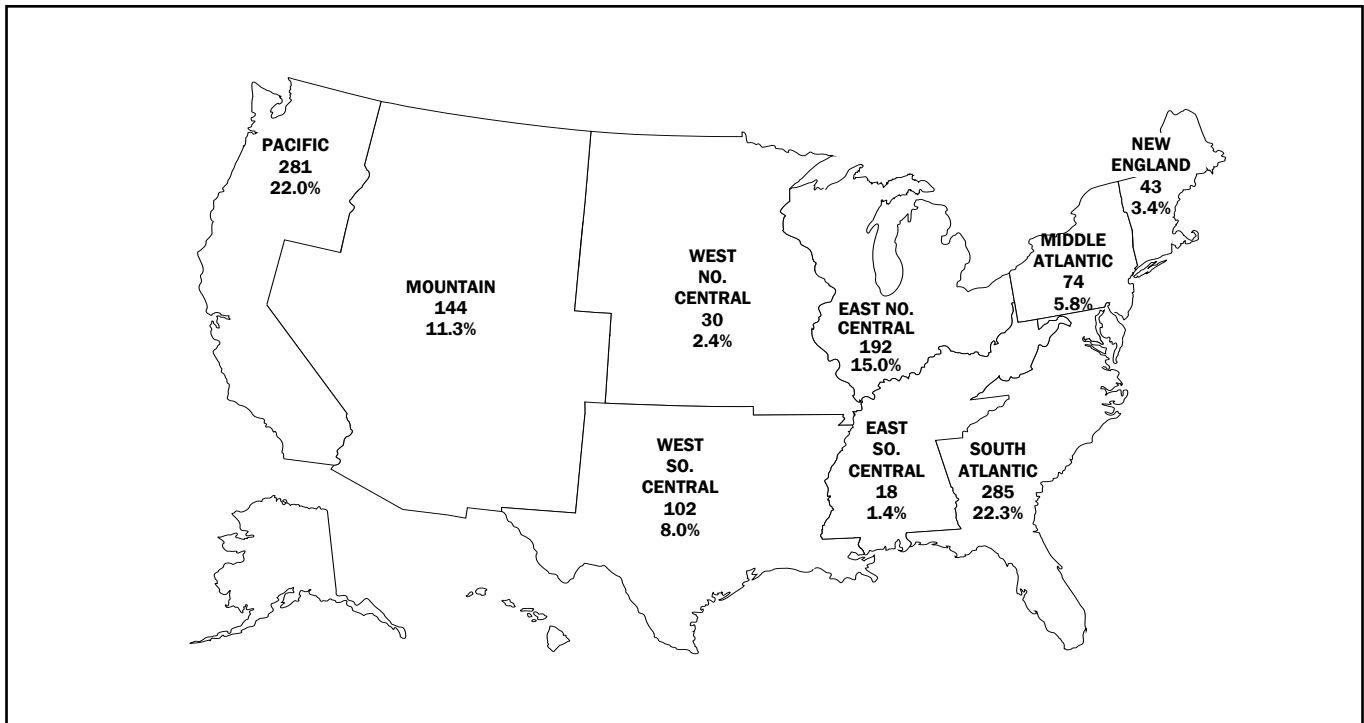 PACIFIC
281
22.0%
MOUNTAIN
144
11.3%
WEST
NO.
CENTRAL
30
2.4%
EAST NO.
CENTRAL
192
15.0%
NEW
ENGLAND
43
3.4%
MIDDLE
ATLANTIC
74
5.8%
WEST
SO.
CENTRAL
102
8.0%
EAST
SO.
CENTRAL
18
1.4%
SOUTH
ATLANTIC
285
22.3%